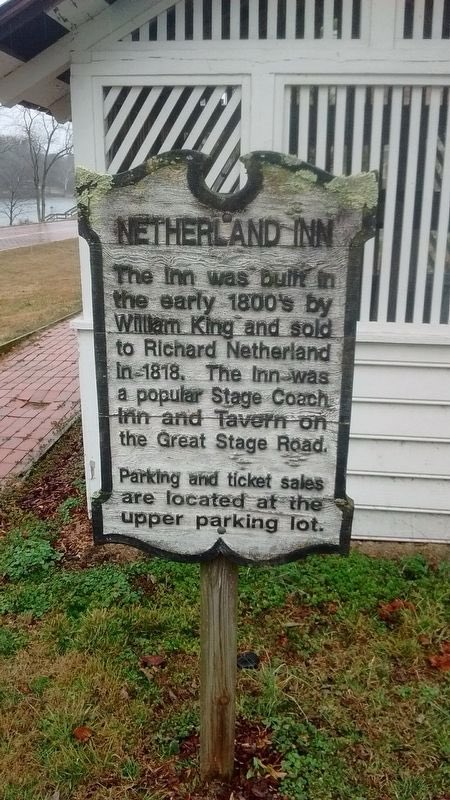 NETHERLAND INN
The Inn was built in
the early 1800's by
William King and sold
to Richard Netherland
in 1818. The Inn was
a popular Stage Coach
Inn and Tavern on
the Great Stage Road.
Parking and ticket sales
are located at the
upper parking lot.